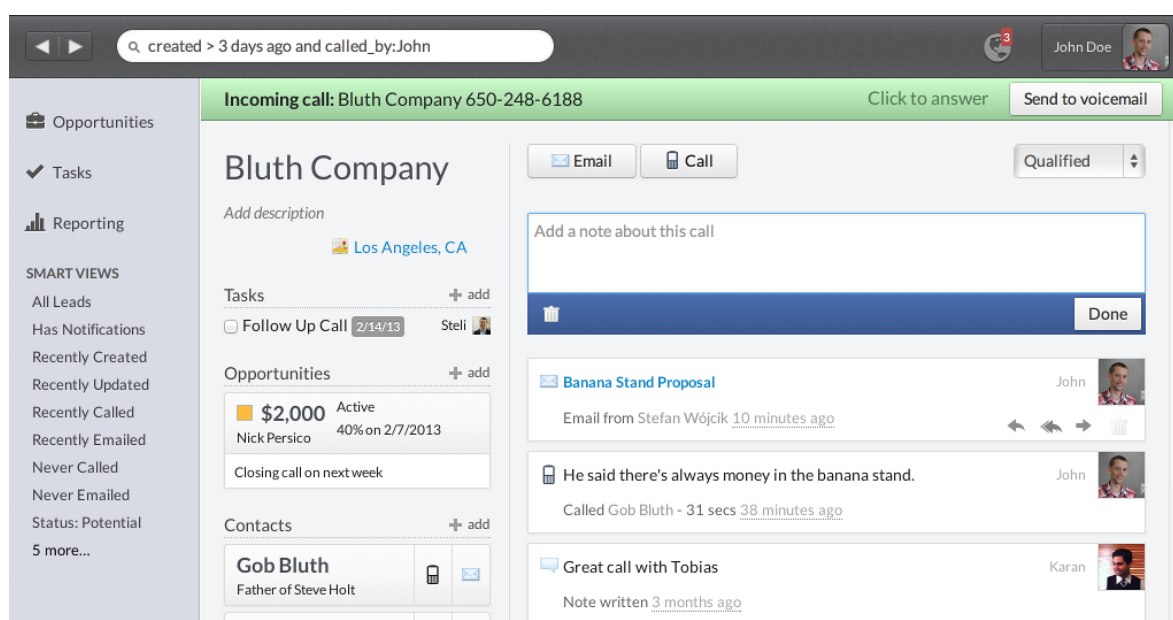 created > 3 days ago and called_by:John
3
John Doe
Incoming call: Bluth Company 650-248-6188
Click to answer
Send to voicemail
Opportunities
Tasks
Reporting
SMART VIEWS
All Leads
Has Notifications
Recently Created
Recently Updated
Recently Called
Recently Emailed
Never Called
Never Emailed
Status: Potential
5 more...
Bluth Company
Add description
Los Angeles, CA
Tasks
add
Follow Up Call 2/14/13 Steli
Opportunities
add
$2,000 Active
Nick Persico 40% on 2/7/2013
Closing call on next week
Contacts
add
Gob Bluth
Father of Steve Holt
Email
Call
Qualified
Add a note about this call
Done
Banana Stand Proposal
John
Email from Stefan Wójcik 10 minutes ago
He said there's always money in the banana stand.
John
Called Gob Bluth - 31 secs 38 minutes ago
Great call with Tobias
Karan
Note written 3 months ago